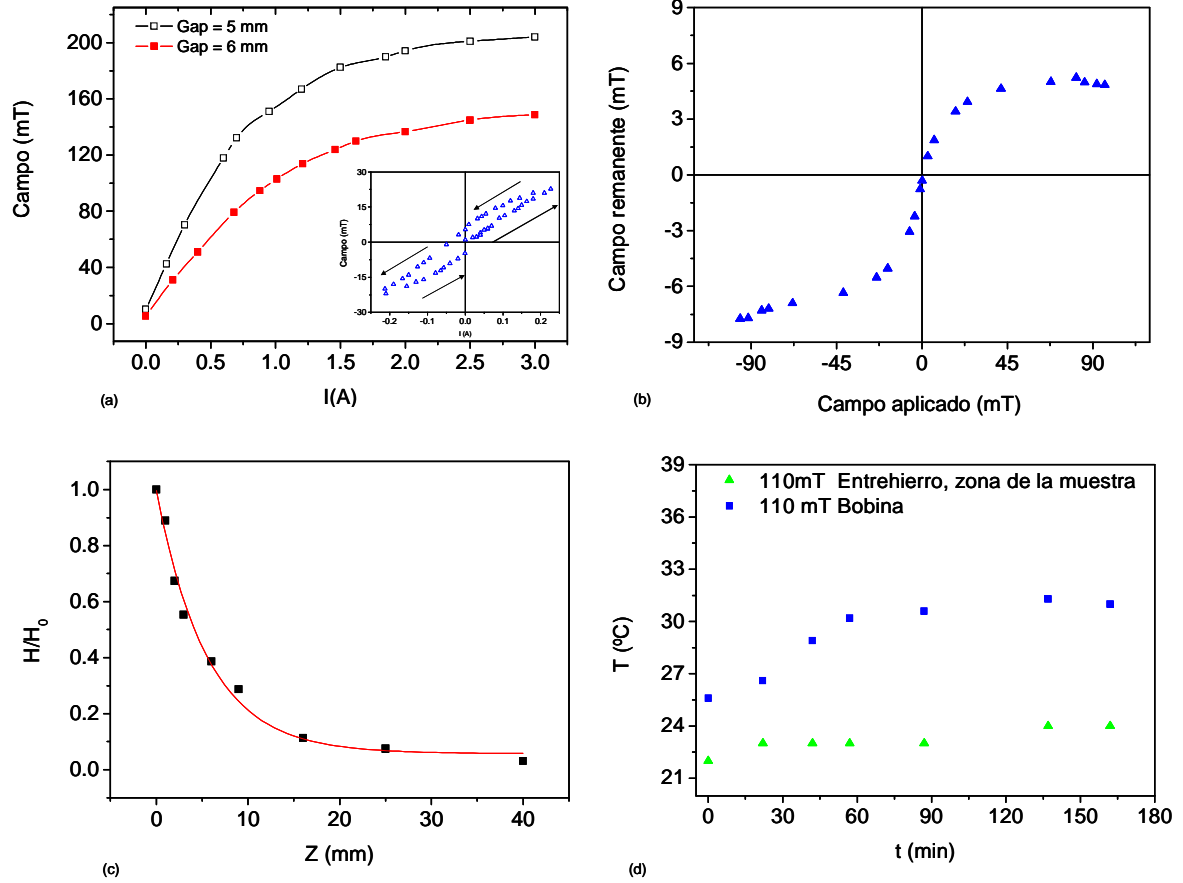 Gap = 5 mm
Gap = 6 mm
200
160
120
80
40
0
Campo (mT)
0.0 0.5 1.0 1.5 2.0 2.5 3.0
I(A)
(a)
30
15
0
-15
-30
Campo (mT)
-0.2 -0.1 0.0 0.1 0.2
I (A)
9
6
3
0
-3
-6
-9
Campo remanente (mT)
-90 -45 0 45 90
Campo aplicado (mT)
(b)
1.0
0.8
0.6
0.4
0.2
0.0
H/H0
0 10 20 30 40
Z (mm)
(c)
110mT Entrehierro, zona de la muestra
110 mT Bobina
39
36
33
30
27
24
21
T (ºC)
0 30 60 90 120 150 180
t (min)
(d)